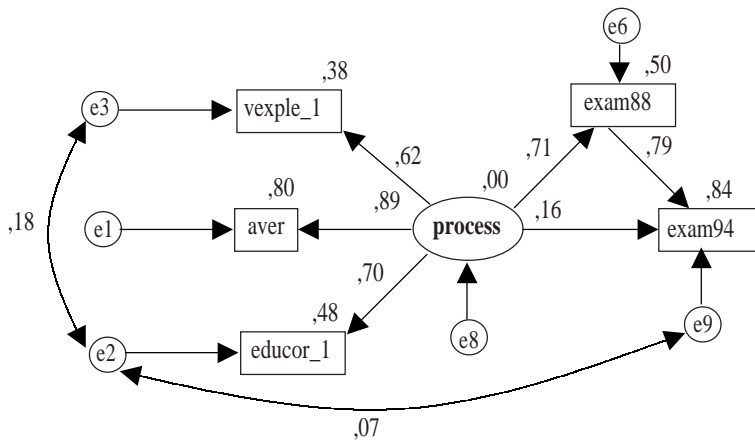 e6
,38
,50
e3
vexple_1
exam88
,62
,71
,79
,80
,00
,84
,18
e1
aver
,89
process
,16
exam94
,70
,48
e2
educor_1
e8
e9
,07